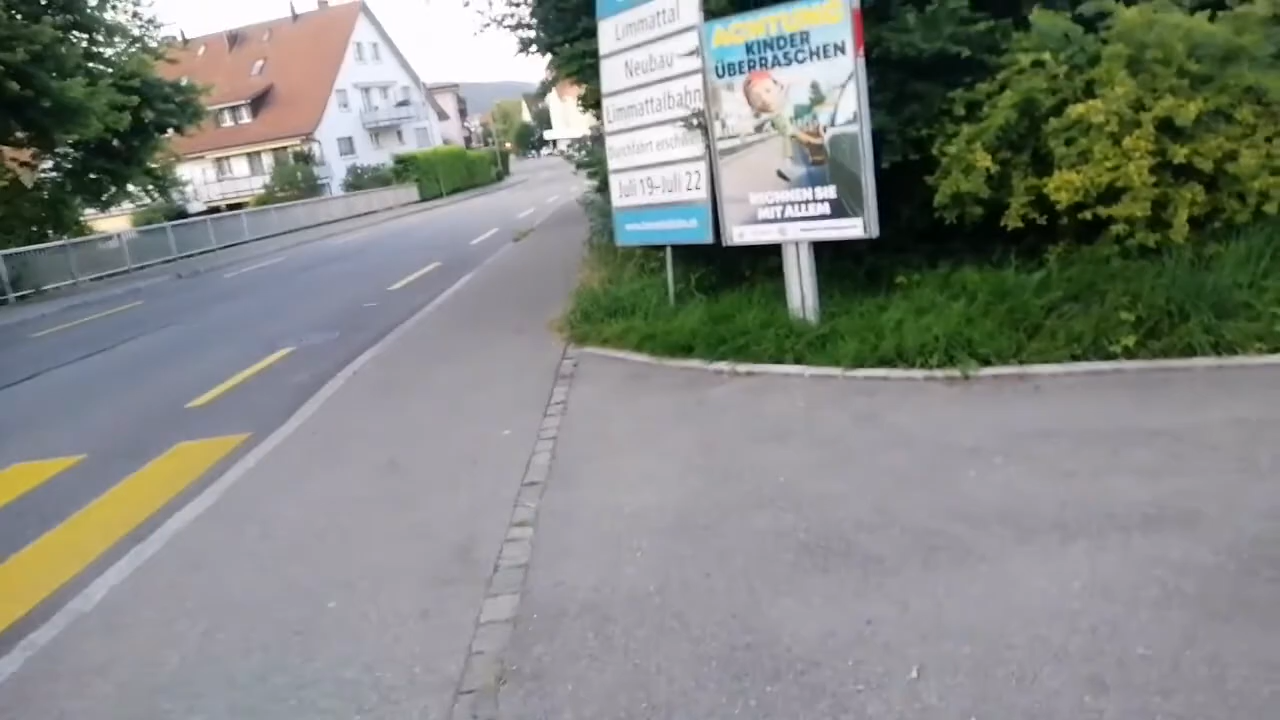 Limmattal
Neubau
Limmattalbahn
Durchfahrt erschwert
Juli 19–Juli 22
ACHTUNG
KINDER
ÜBERRASCHEN
RECHNEN SIE
MIT ALLEM